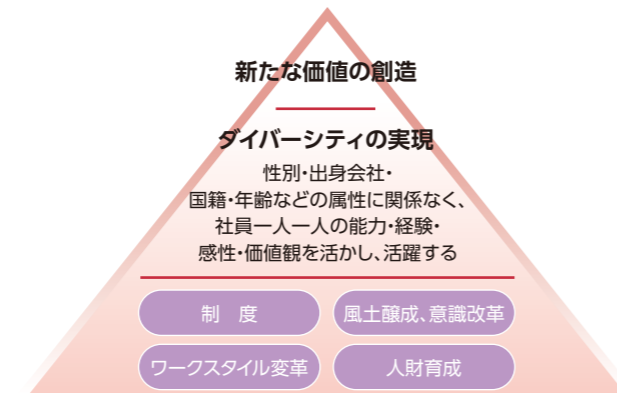 新たな価値の創造
ダイバーシティの実現
性別・出身会社・
国籍・年齢などの属性に関係なく、
社員一人一人の能力・経験・
感性・価値観を活かし、活躍する
制　度
風土醸成、意識改革
ワークスタイル変革
人財育成